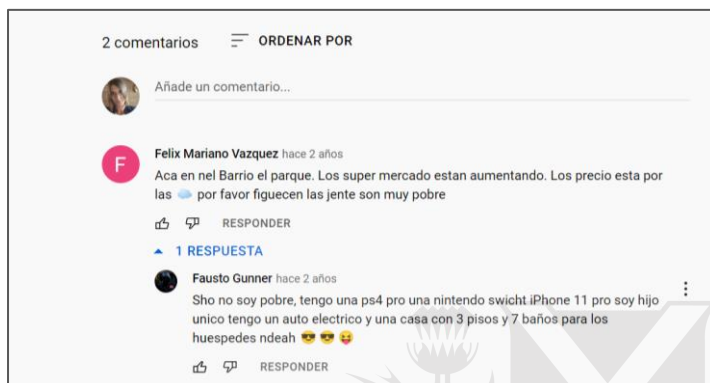 2 comentarios ORDENAR POR
Añade un comentario...
F
Felix Mariano Vazquez hace 2 años
Aca en nel Barrio el parque. Los super mercado estan aumentando. Los precio esta por
las ☁️ por favor figuecen las jente son muy pobre
RESPONDER
1 RESPUESTA
Fausto Gunner hace 2 años
Sho no soy pobre, tengo una ps4 pro una nintendo swicht iPhone 11 pro soy hijo
unico tengo un auto electrico y una casa con 3 pisos y 7 baños para los
huespedes ndeah 😎 😎 😝
RESPONDER